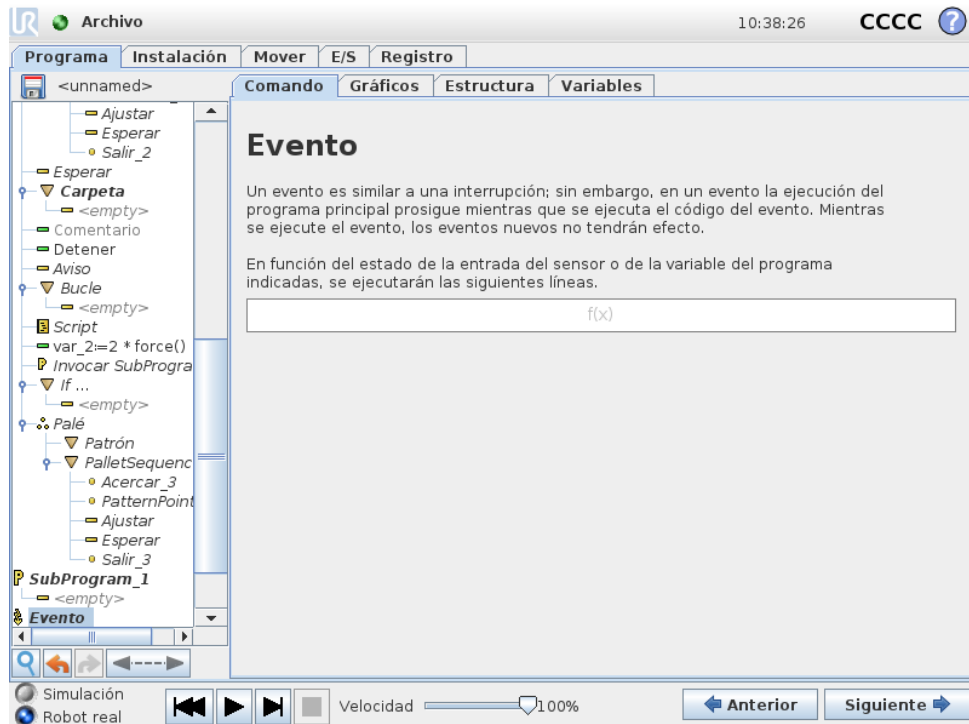 UR Archivo 10:38:26 CCCC ?
Programa Instalación Mover E/S Registro
<unnamed> Comando Gráficos Estructura Variables
Ajustar
Esperar
Salir_2
Esperar
Carpeta
<empty>
Comentario
Detener
Aviso
Bucle
<empty>
Script
var_2:=2 * force()
Invocar SubProgra
If ...
<empty>
Palé
Patrón
PalletSequenc
Acercar_3
PatternPoint
Ajustar
Esperar
Salir_3
SubProgram_1
<empty>
Evento
Evento
Un evento es similar a una interrupción; sin embargo, en un evento la ejecución del
programa principal prosigue mientras que se ejecuta el código del evento. Mientras
se ejecute el evento, los eventos nuevos no tendrán efecto.
En función del estado de la entrada del sensor o de la variable del programa
indicadas, se ejecutarán las siguientes líneas.
f(x)
Simulación
Robot real
Velocidad 100%
Anterior Siguiente